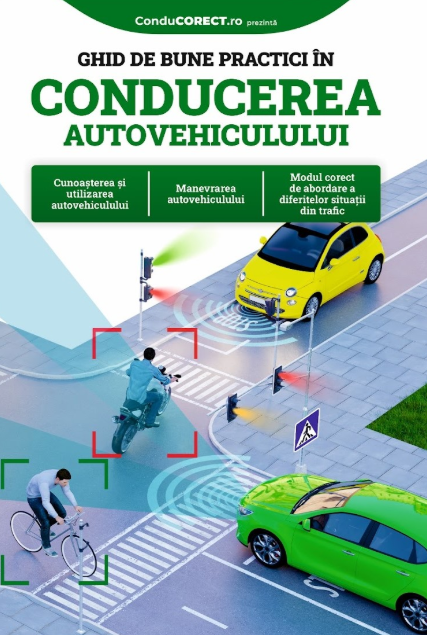 ConduCORECT.ro prezintă
GHID DE BUNE PRACTICI ÎN
CONDUCEREA
AUTOVEHICULULUI
Cunoașterea și
utilizarea
autovehiculului
Manevrarea
autovehiculului
Modul corect
de abordare a
diferitelor situații
din trafic